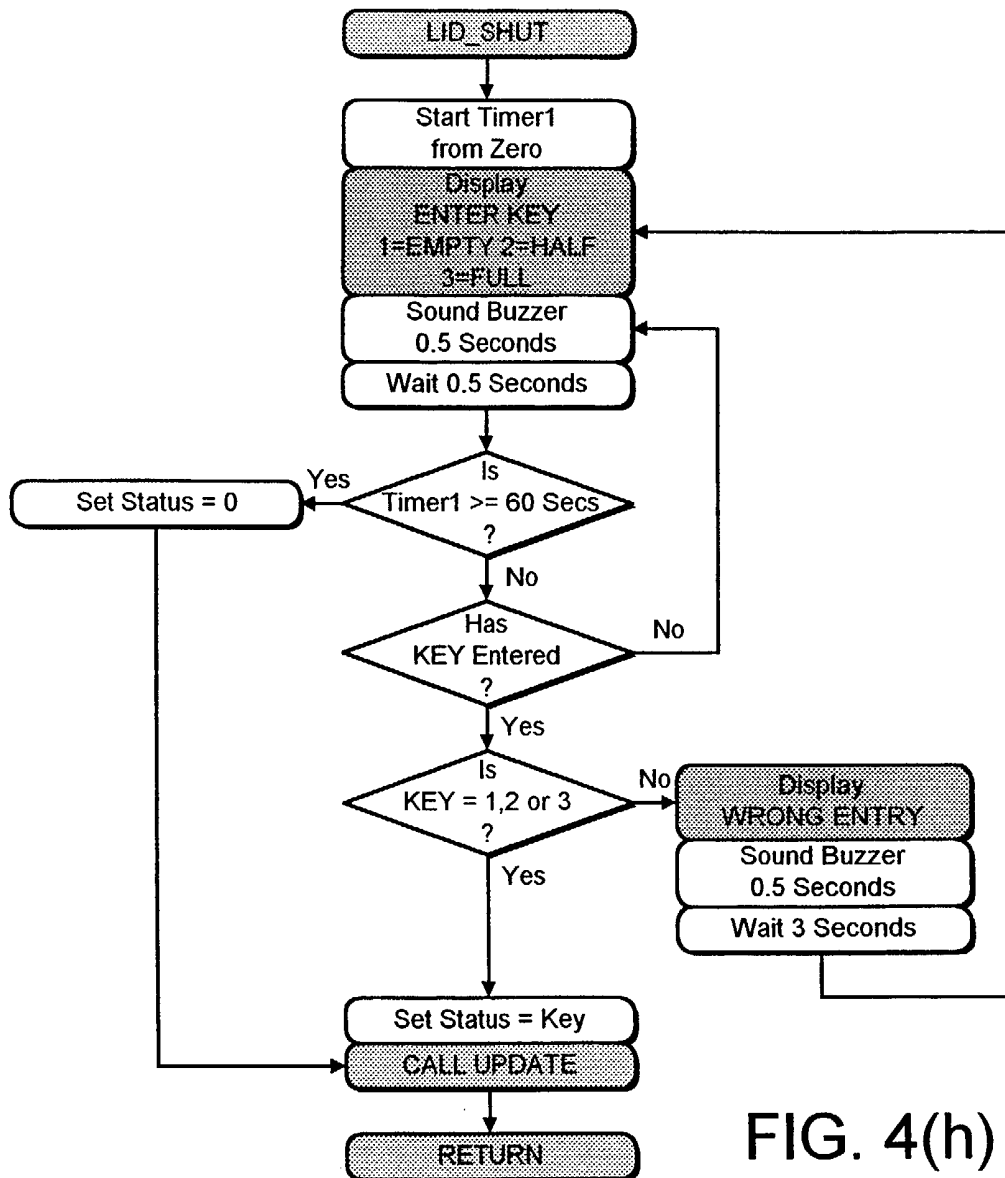 LID_SHUT
Start Timer1
from Zero
Display
ENTER KEY
1=EMPTY 2=HALF
3=FULL
Sound Buzzer
0.5 Seconds
Wait 0.5 Seconds
Is
Timer1 >= 60 Secs
?
Yes
Set Status = 0
No
Has
KEY Entered
?
No
Yes
Is
KEY = 1,2 or 3
?
No
Display
WRONG ENTRY
Sound Buzzer
0.5 Seconds
Wait 3 Seconds
Yes
Set Status = Key
CALL UPDATE
RETURN
FIG. 4(h)